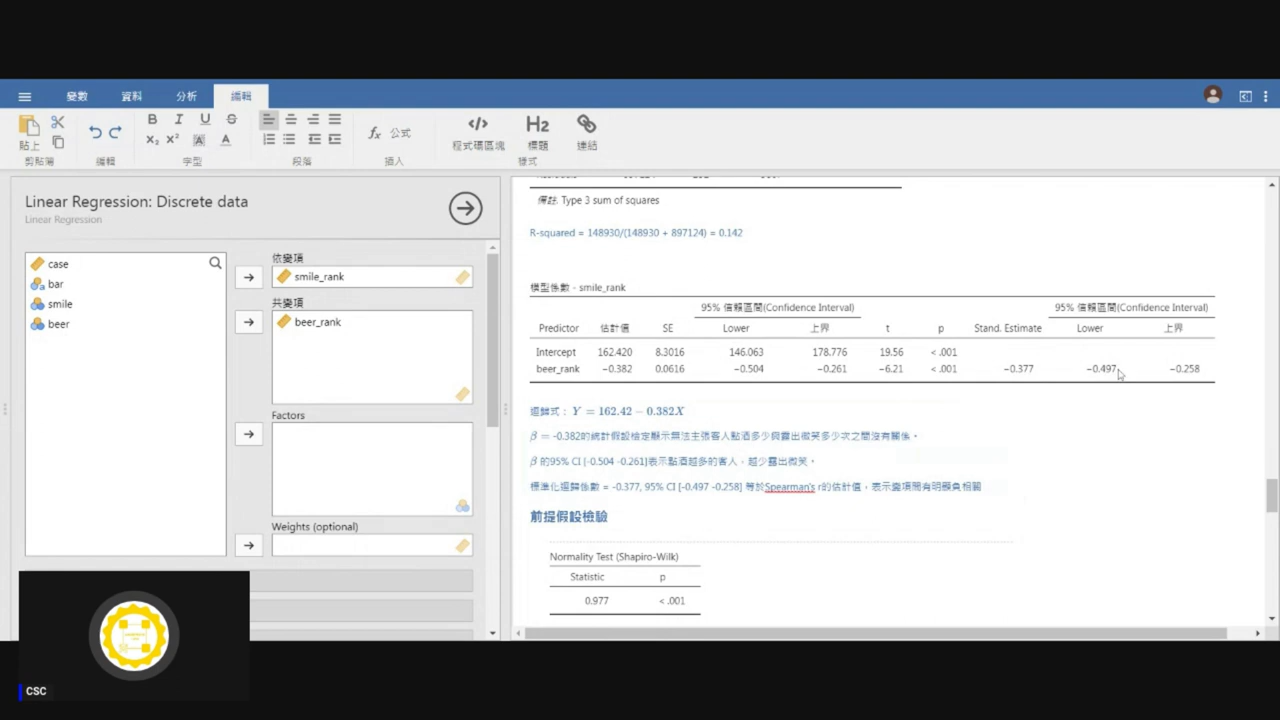 變數 資料 分析 編輯
貼上
剪貼簿
編輯
B I U S
X₂ X² A A
字型
段落
fx 公式
插入
</>
程式碼區塊
H2
標題
連結
樣式
Linear Regression: Discrete data
Linear Regression
case
bar
smile
beer
依變項
smile_rank
共變項
beer_rank
Factors
Weights (optional)
CSC
備註. Type 3 sum of squares
R-squared = 148930/(148930 + 897124) = 0.142
模型係數 - smile_rank
95% 信賴區間(Confidence Interval) 95% 信賴區間(Confidence Interval)
Predictor 估計值 SE Lower 上界 t p Stand. Estimate Lower 上界
Intercept 162.420 8.3016 146.063 178.776 19.56 < .001
beer_rank −0.382 0.0616 −0.504 −0.261 −6.21 < .001 −0.377 −0.497 −0.258
迴歸式： Y = 162.42 − 0.382X
β = -0.382的統計假設檢定顯示無法主張客人點酒多少與露出微笑多少次之間沒有關係。
β 的95% CI [-0.504 -0.261]表示點酒越多的客人，越少露出微笑。
標準化迴歸係數 = -0.377, 95% CI [-0.497 -0.258] 等於Spearman's r的估計值，表示變項間有明顯負相關
前提假設檢驗
Normality Test (Shapiro-Wilk)
Statistic p
0.977 < .001